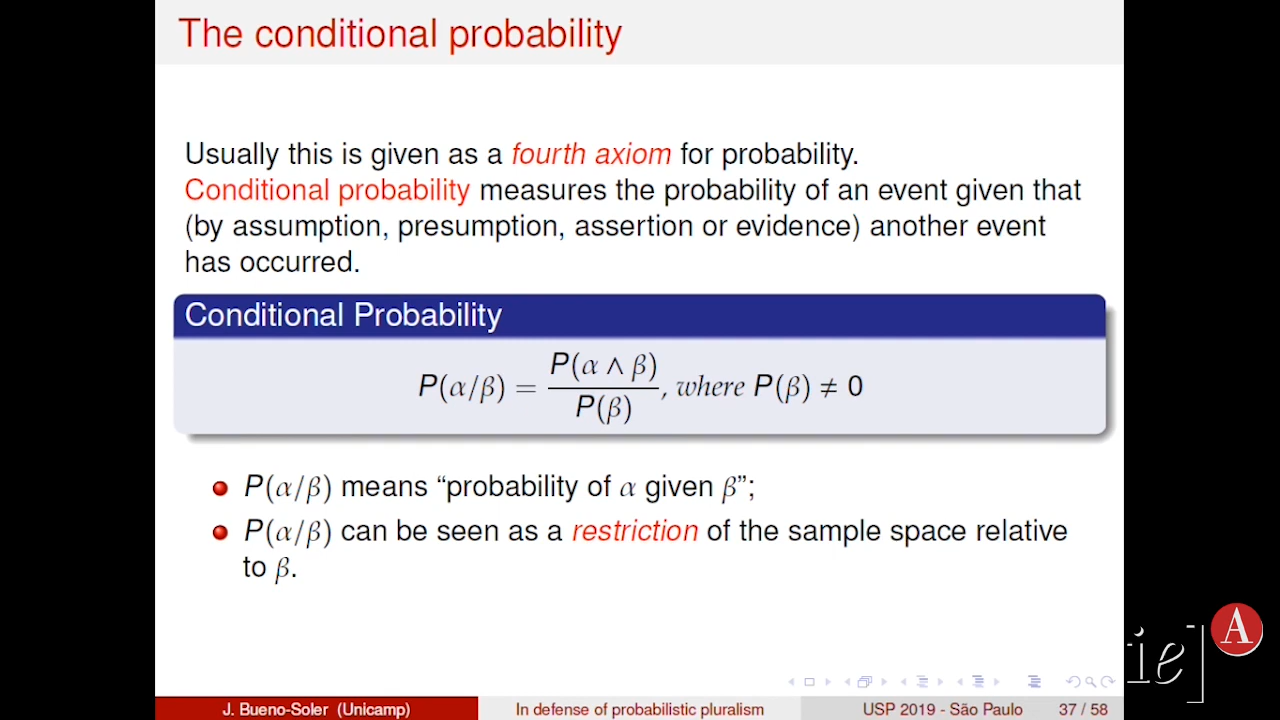 The conditional probability
Usually this is given as a fourth axiom for probability.
Conditional probability measures the probability of an event given that
(by assumption, presumption, assertion or evidence) another event
has occurred.
Conditional Probability
P(α/β) = P(α ∧ β) / P(β), where P(β) ≠ 0
P(α/β) means “probability of α given β”;
P(α/β) can be seen as a restriction of the sample space relative
to β.
ie] A
J. Bueno-Soler (Unicamp) In defense of probabilistic pluralism USP 2019 - São Paulo 37 / 58